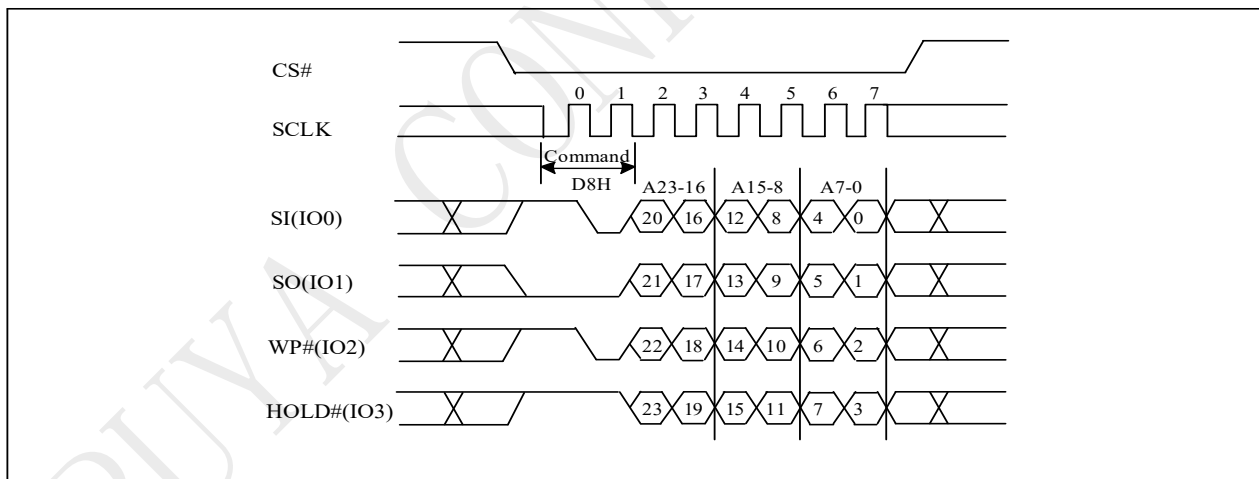 CS#
0 1 2 3 4 5 6 7
SCLK
Command
D8H
A23-16 A15-8 A7-0
SI(IO0)
20 16 12 8 4 0
SO(IO1)
21 17 13 9 5 1
WP#(IO2)
22 18 14 10 6 2
HOLD#(IO3)
23 19 15 11 7 3
PUYA CONF